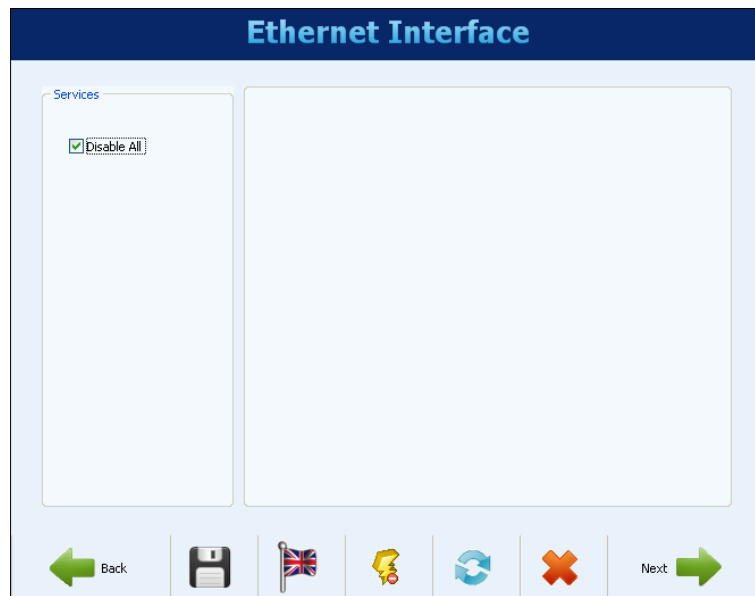 Ethernet Interface
Services
Disable All
Back
Next